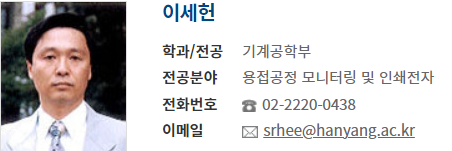 이세헌
학과/전공 기계공학부
전공분야 용접공정 모니터링 및 인쇄전자
전화번호 02-2220-0438
이메일 srhee@hanyang.ac.kr